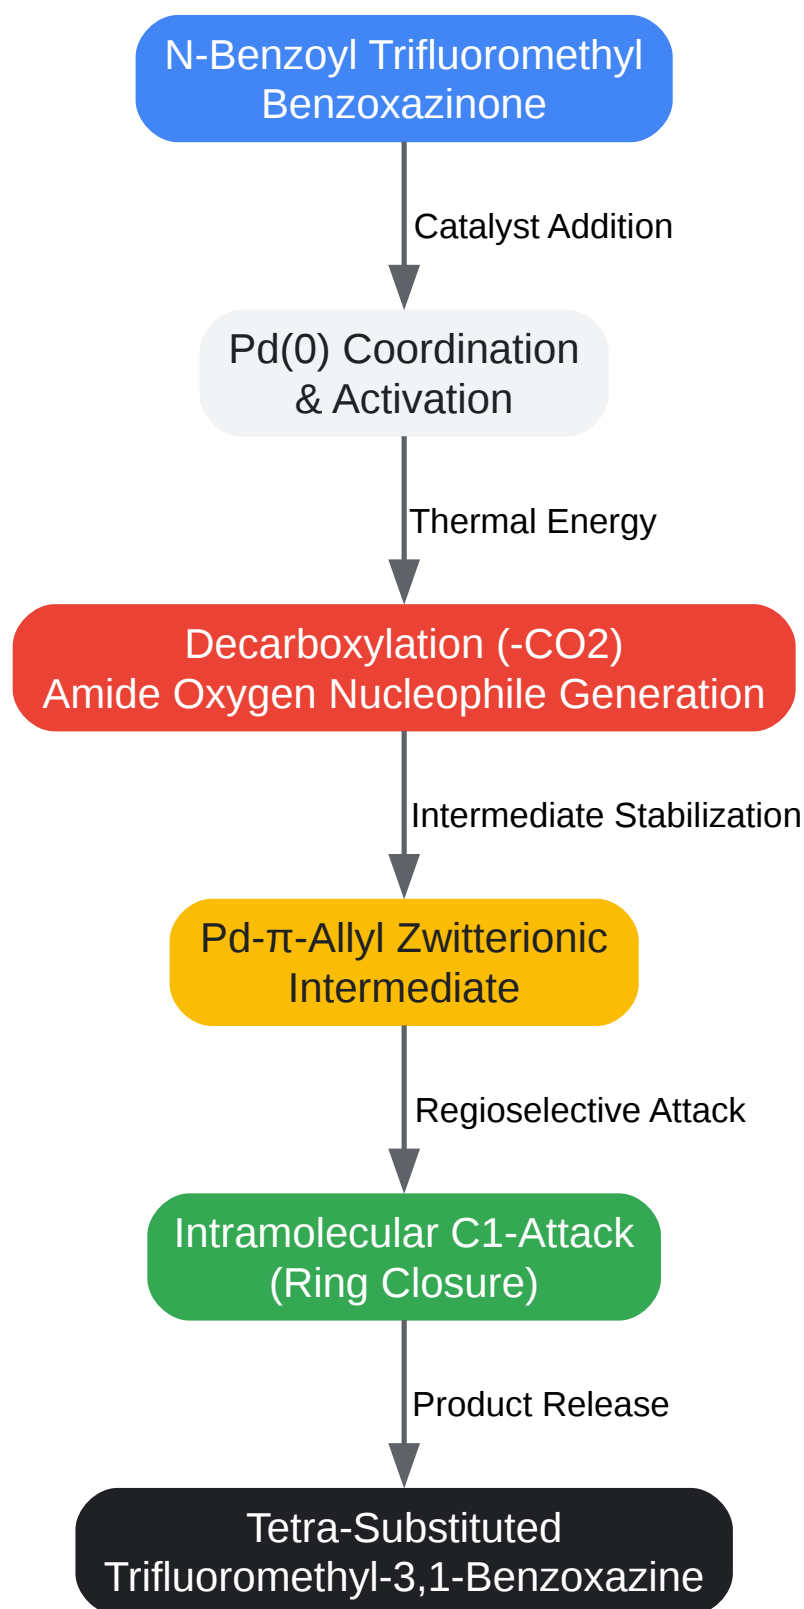 N-Benzoyl Trifluoromethyl
Benzoxazinone
Catalyst Addition
Pd(0) Coordination
& Activation
Thermal Energy
Decarboxylation (-CO2)
Amide Oxygen Nucleophile Generation
Intermediate Stabilization
Pd-π-Allyl Zwitterionic
Intermediate
Regioselective Attack
Intramolecular C1-Attack
(Ring Closure)
Product Release
Tetra-Substituted
Trifluoromethyl-3,1-Benzoxazine